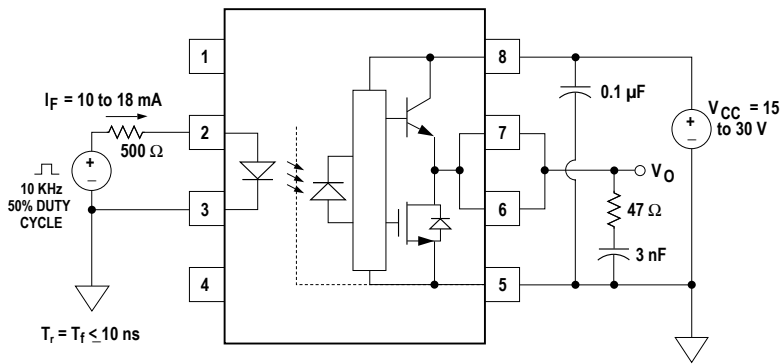 1
8
I_F = 10 to 18 mA
0.1 µF
V_CC = 15
to 30 V
+
–
2
7
500 Ω
+
–
V_O
10 KHz
50% DUTY
CYCLE
3
6
47 Ω
3 nF
4
5
T_r = T_f ≤ 10 ns